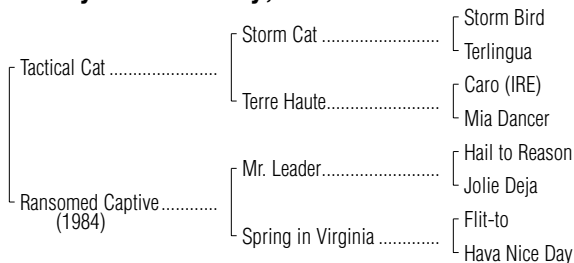 Storm Bird
Storm Cat ........................
Terlingua
Tactical Cat ......................
Caro (IRE)
Terre Haute.......................
Mia Dancer
Hail to Reason
Mr. Leader........................
Jolie Deja
Ransomed Captive ...........
(1984)
Flit-to
Spring in Virginia .............
Hava Nice Day